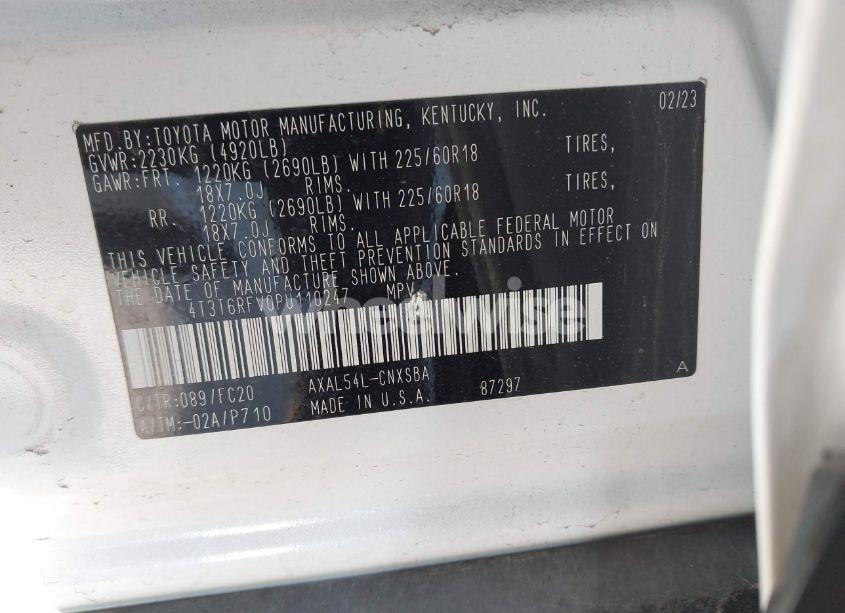 MFD.BY:TOYOTA MOTOR MANUFACTURING, KENTUCKY, INC. 02/23
GVWR:2230KG (4920LB)
GAWR:FRT. 1220KG (2690LB) WITH 225/60R18 TIRES,
18X7.0J RIMS.
RR. 1220KG (2690LB) WITH 225/60R18 TIRES,
18X7.0J RIMS.
THIS VEHICLE CONFORMS TO ALL APPLICABLE FEDERAL MOTOR
VEHICLE SAFETY AND THEFT PREVENTION STANDARDS IN EFFECT ON
THE DATE OF MANUFACTURE SHOWN ABOVE.
4T3T6RFV0PU110247 MPV
wheelwise
C/TR:089/FC20 AXAL54L-CNXSBA 87297 A
A/TM:-02A/P710 MADE IN U.S.A.